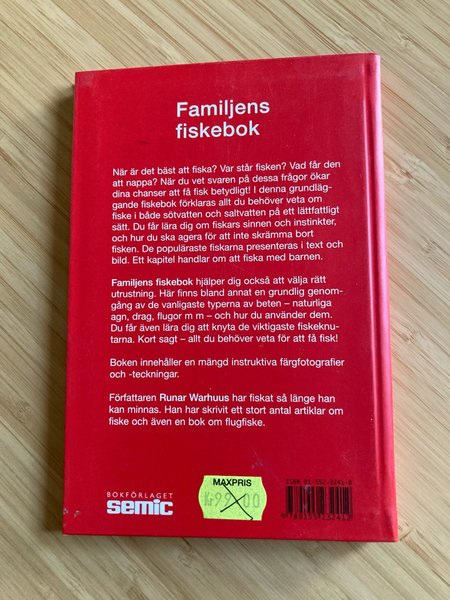 Familjens
fiskebok
När är det bäst att fiska? Var står fisken? Vad får den
att nappa? När du vet svaren på dessa frågor ökar
dina chanser att få fisk betydligt! I denna grundläg-
gande fiskebok förklaras allt du behöver veta om
fiske i både sötvatten och saltvatten på ett lättfattligt
sätt. Du får lära dig om fiskars sinnen och instinkter,
och hur du ska agera för att inte skrämma bort
fisken. De populäraste fiskarna presenteras i text och
bild. Ett kapitel handlar om att fiska med barnen.
Familjens fiskebok hjälper dig också att välja rätt
utrustning. Här finns bland annat en grundlig genom-
gång av de vanligaste typerna av beten – naturliga
agn, drag, flugor m m – och hur du använder dem.
Du får även lära dig att knyta de viktigaste fiskeknu-
tarna. Kort sagt – allt du behöver veta för att få fisk!
Boken innehåller en mängd instruktiva färgfotografier
och -teckningar.
Författaren Runar Warhuus har fiskat så länge han
kan minnas. Han har skrivit ett stort antal artiklar om
fiske och även en bok om flugfiske.
BOKFÖRLAGET
semic
MAXPRIS
Kr99:00